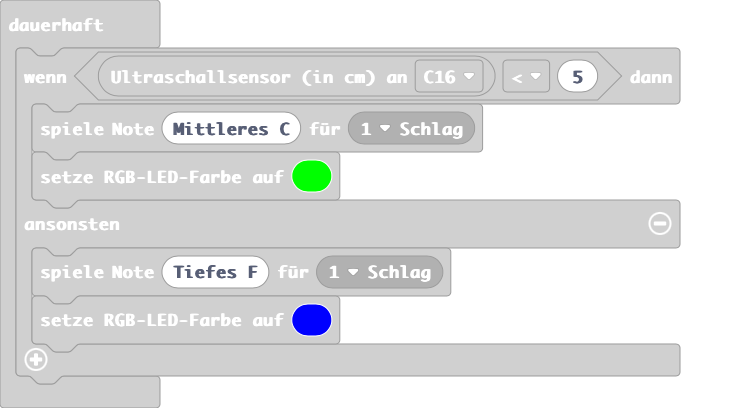 dauerhaft
wenn Ultraschallsensor (in cm) an C16 < 5 dann
spiele Note Mittleres C für 1 Schlag
setze RGB-LED-Farbe auf
ansonsten
spiele Note Tiefes F für 1 Schlag
setze RGB-LED-Farbe auf